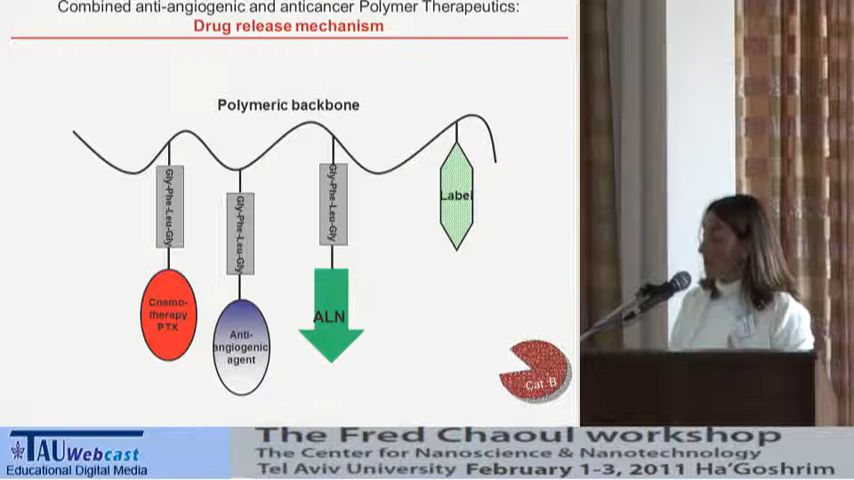 Combined anti-angiogenic and anticancer Polymer Therapeutics:
Drug release mechanism
Polymeric backbone
Gly-Phe-Leu-Gly
Gly-Phe-Leu-Gly
Gly-Phe-Leu-Gly
Label
Chemo-
therapy
PTX
Anti-
angiogenic
agent
ALN
Cat. B
TAU Webcast
Educational Digital Media
The Fred Chaoul workshop
The Center for Nanoscience & Nanotechnology
Tel Aviv University February 1-3, 2011 Ha'Goshrim